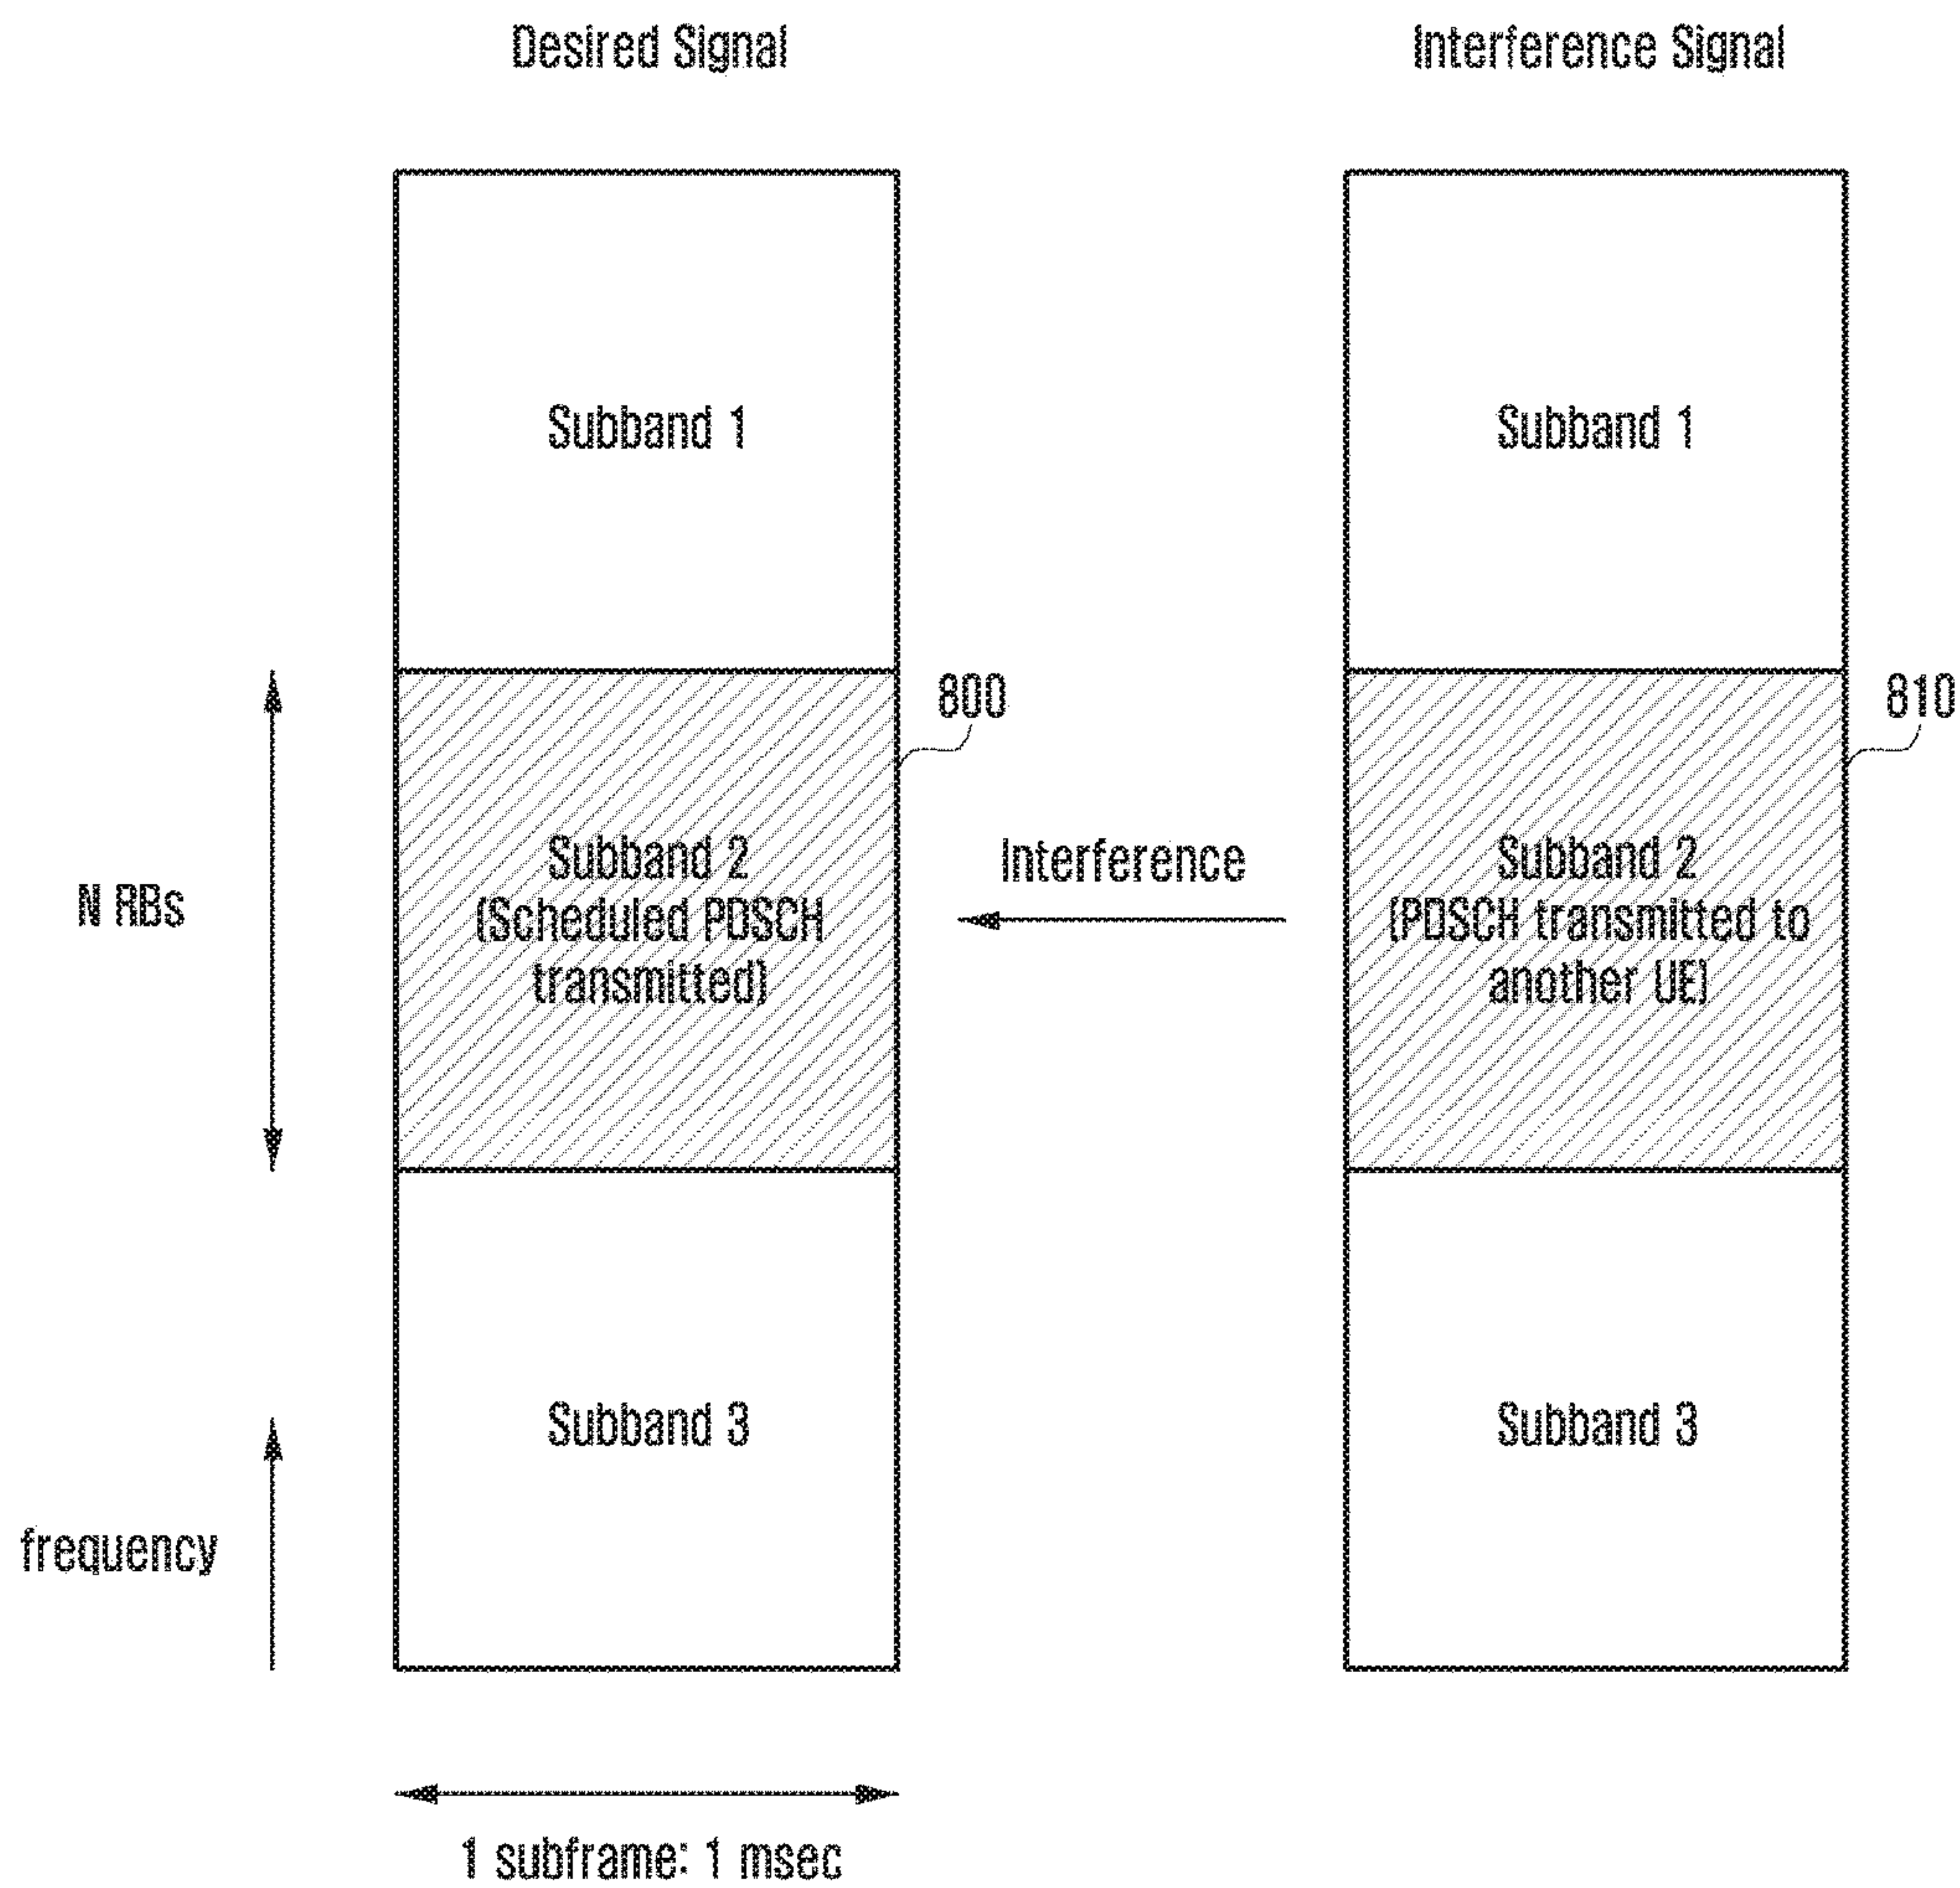 Desired Signal
Interference Signal
Subband 1
Subband 1
800
810
N RBs
Subband 2
(Scheduled PDSCH
transmitted)
Interference
Subband 2
(PDSCH transmitted to
another UE)
Subband 3
Subband 3
frequency
1 subframe: 1 msec